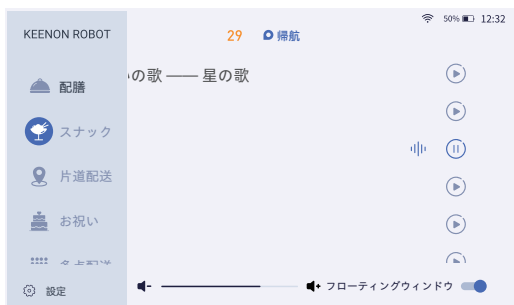 50% 12:32
KEENON ROBOT
29 帰航
の歌 —— 星の歌
配膳
スナック
片道配送
お祝い
設定
フローティングウィンドウ